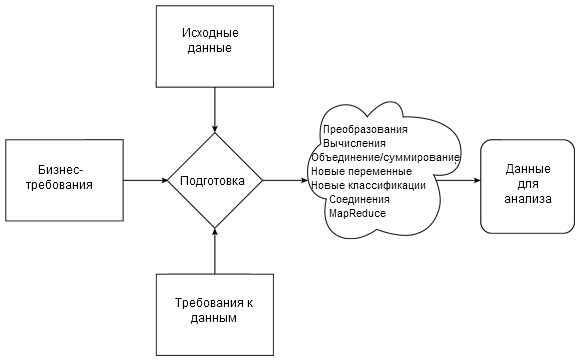 Исходные
данные
Бизнес-
требования
Подготовка
Преобразования
Вычисления
Объединение/суммирование
Новые переменные
Новые классификации
Соединения
MapReduce
Данные
для
анализа
Требования к
данным